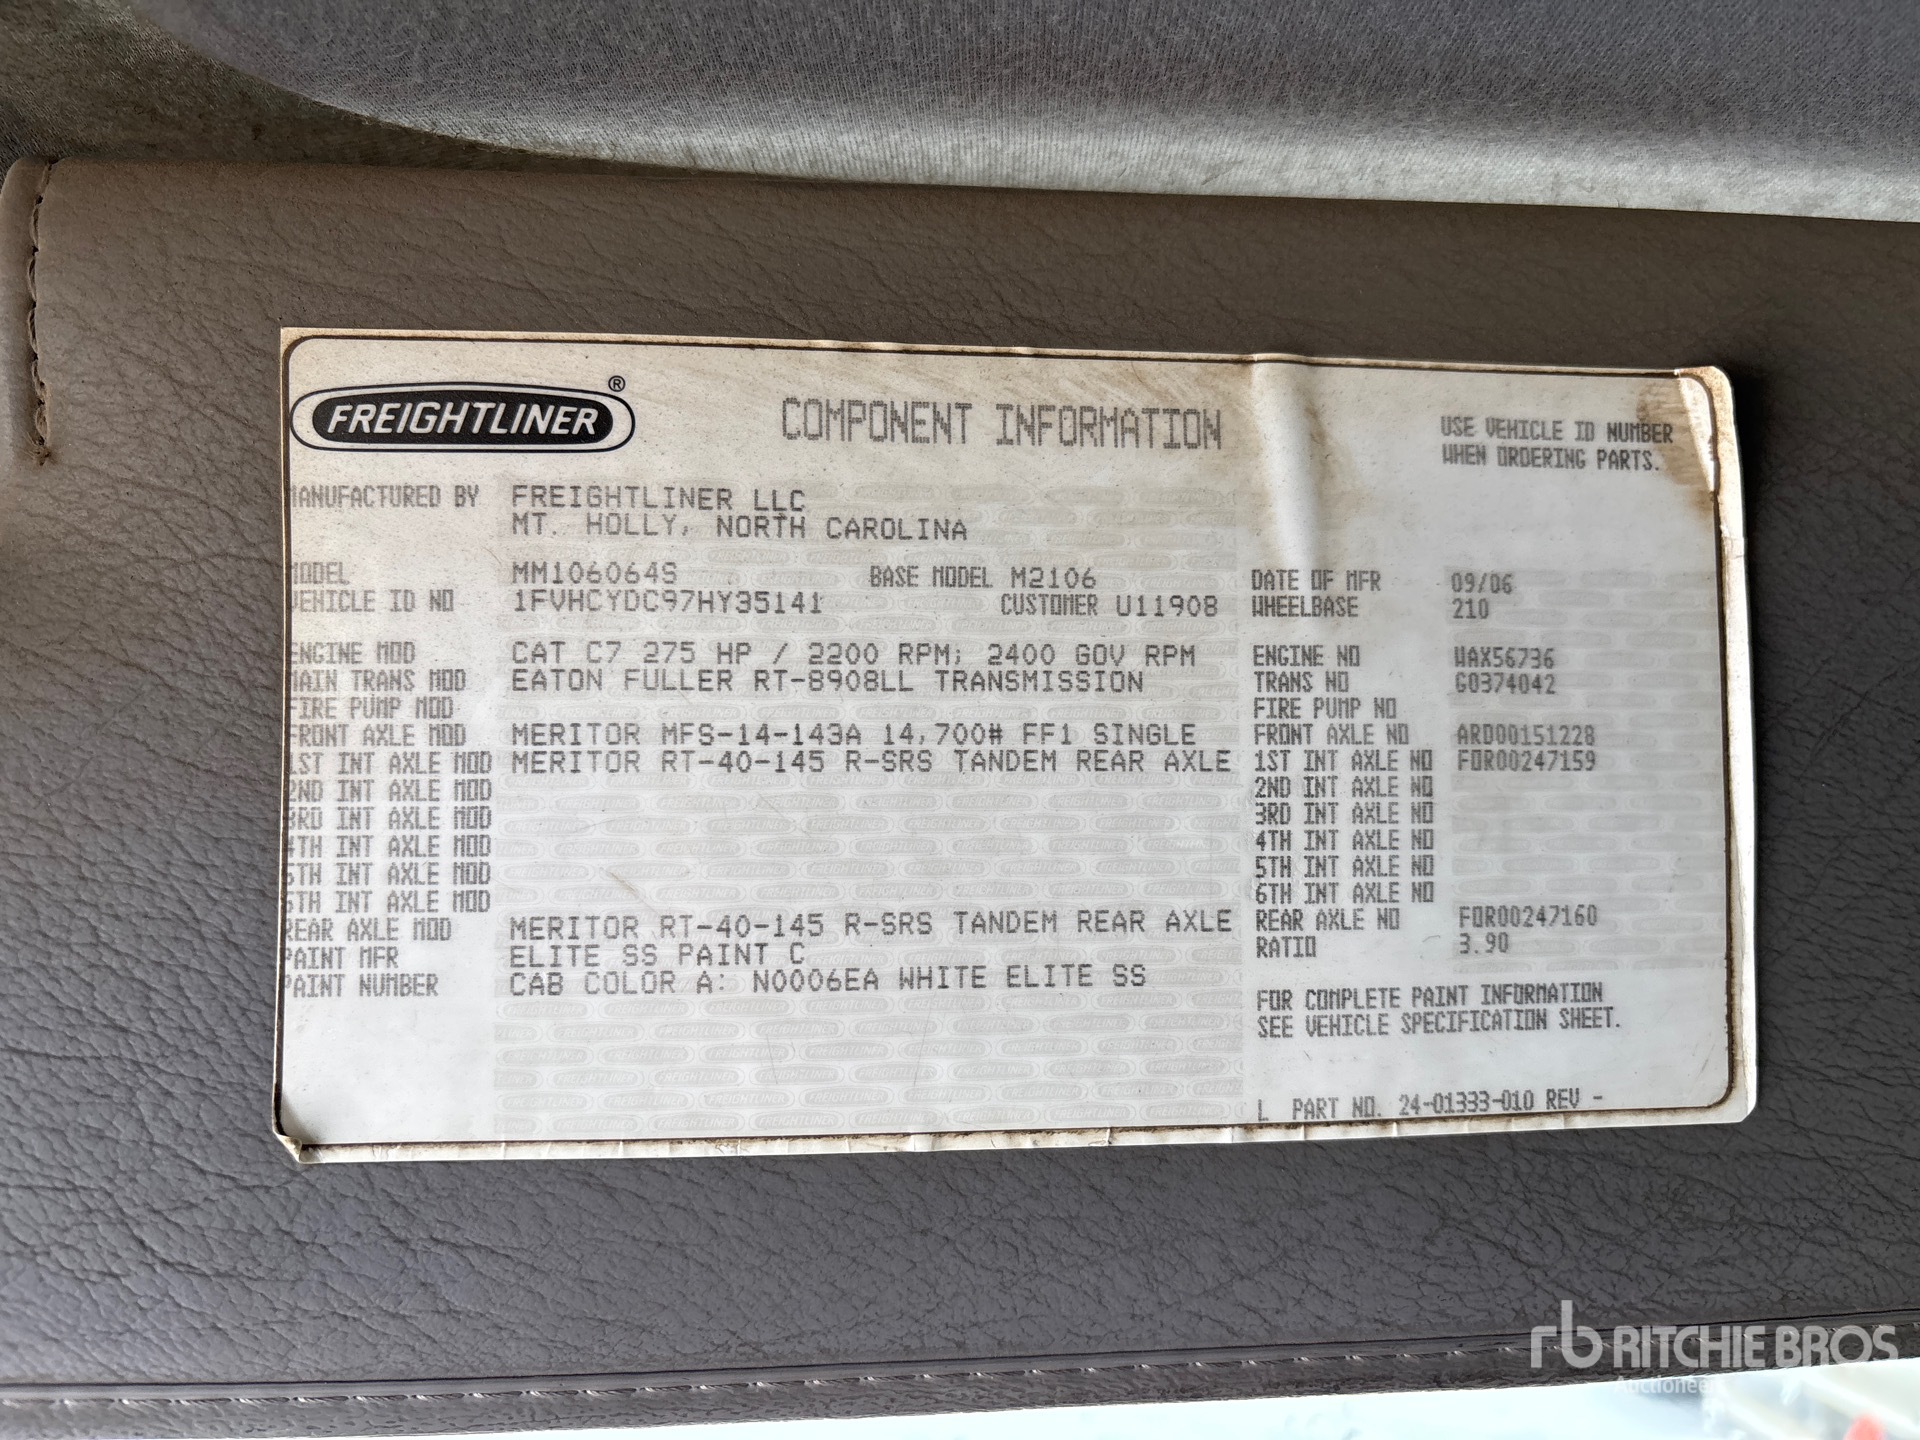 FREIGHTLINER ®
COMPONENT INFORMATION
USE VEHICLE ID NUMBER
WHEN ORDERING PARTS.
MANUFACTURED BY FREIGHTLINER LLC
MT. HOLLY, NORTH CAROLINA
MODEL MM106064S BASE MODEL M2106 DATE OF MFR 09/06
VEHICLE ID NO 1FVHCYDC97HY35141 CUSTOMER U11908 WHEELBASE 210
ENGINE MOD CAT C7 275 HP / 2200 RPM; 2400 GOV RPM ENGINE NO WAX56736
MAIN TRANS MOD EATON FULLER RT-8908LL TRANSMISSION TRANS NO G0374042
FIRE PUMP MOD FIRE PUMP NO
FRONT AXLE MOD MERITOR MFS-14-143A 14,700# FF1 SINGLE FRONT AXLE NO ARD00151228
1ST INT AXLE MOD MERITOR RT-40-145 R-SRS TANDEM REAR AXLE 1ST INT AXLE NO FOR00247159
2ND INT AXLE MOD 2ND INT AXLE NO
3RD INT AXLE MOD 3RD INT AXLE NO
4TH INT AXLE MOD 4TH INT AXLE NO
5TH INT AXLE MOD 5TH INT AXLE NO
6TH INT AXLE MOD 6TH INT AXLE NO
REAR AXLE MOD MERITOR RT-40-145 R-SRS TANDEM REAR AXLE REAR AXLE NO FOR00247160
PAINT MFR ELITE SS PAINT C RATIO 3.90
PAINT NUMBER CAB COLOR A: N0006EA WHITE ELITE SS
FOR COMPLETE PAINT INFORMATION
SEE VEHICLE SPECIFICATION SHEET.
L PART NO. 24-01333-010 REV -
rb RITCHIE BROS
Auctioneers